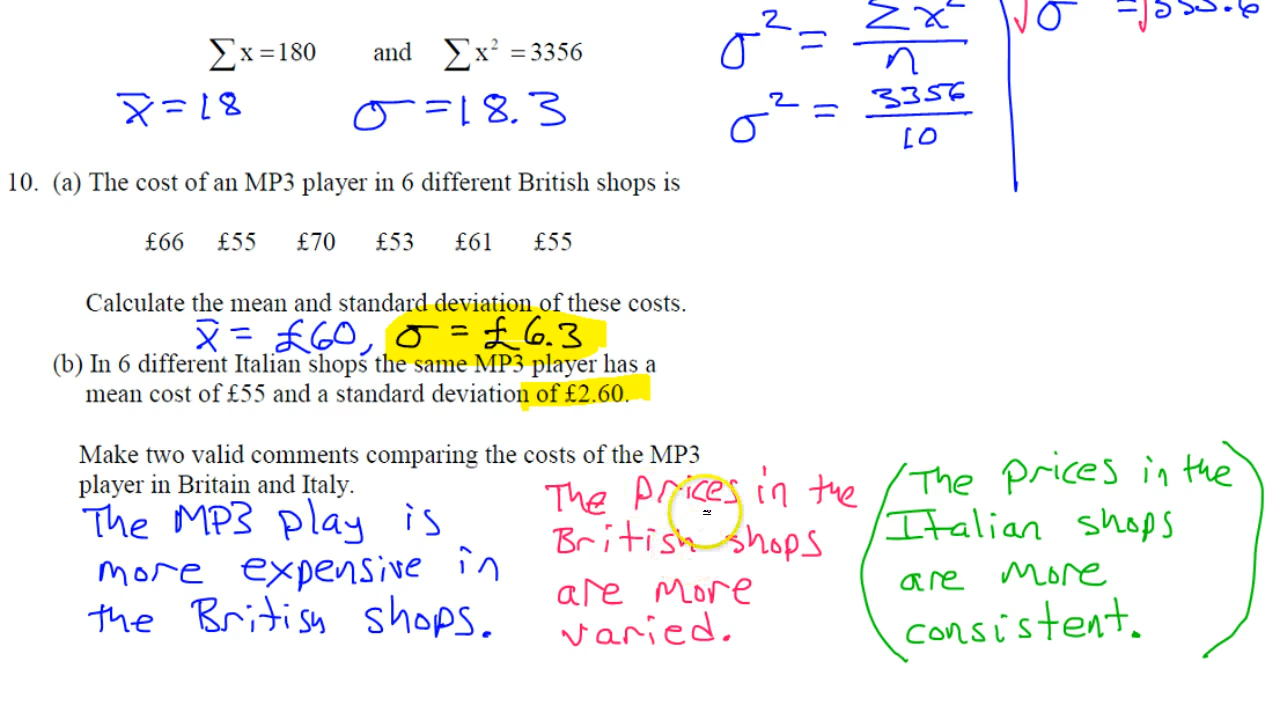 ∑x = 180 and ∑x² = 3356
x̄ = 18 σ = 18.3
σ² = ∑x² / n
σ² = 3356 / 10
10. (a) The cost of an MP3 player in 6 different British shops is
£66 £55 £70 £53 £61 £55
Calculate the mean and standard deviation of these costs.
x̄ = £60, σ = £6.3
(b) In 6 different Italian shops the same MP3 player has a
mean cost of £55 and a standard deviation of £2.60.
Make two valid comments comparing the costs of the MP3
player in Britain and Italy.
The MP3 play is
more expensive in
the British shops.
The prices in the
British shops
are more
varied.
(The prices in the
Italian shops
are more
consistent.)